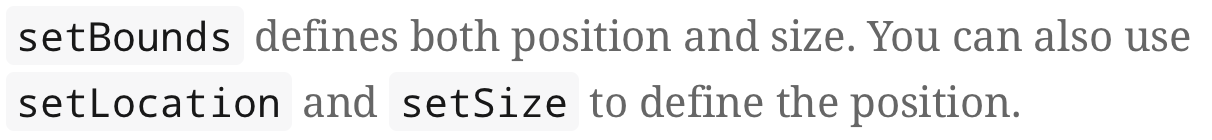 setBounds defines both position and size. You can also use
setLocation and setSize to define the position.